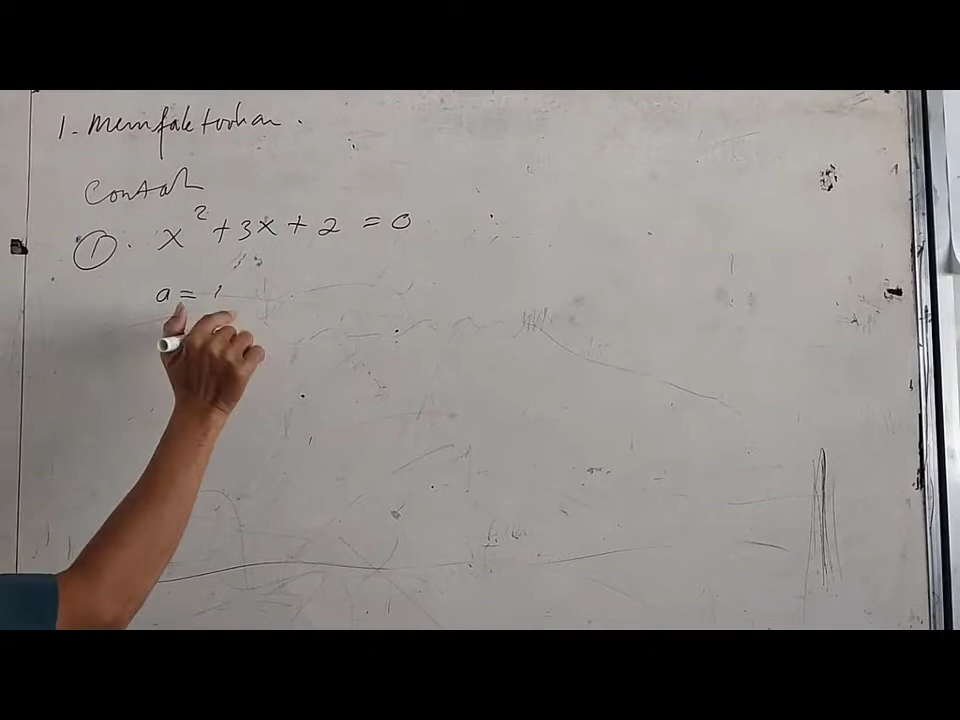 1. Memfaktorkan.
Contoh
① . x² + 3x + 2 = 0
a = 1